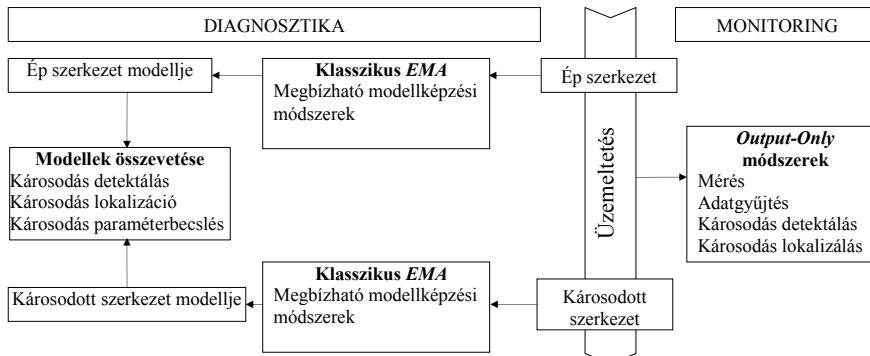 DIAGNOSZTIKA
MONITORING
Ép szerkezet modellje
Klasszikus EMA
Megbízható modellképzési
módszerek
Ép szerkezet
Modellek összevetése
Károsodás detektálás
Károsodás lokalizáció
Károsodás paraméterbecslés
Üzemeltetés
Output-Only
módszerek
Mérés
Adatgyűjtés
Károsodás detektálás
Károsodás lokalizálás
Károsodott szerkezet modellje
Klasszikus EMA
Megbízható modellképzési
módszerek
Károsodott
szerkezet